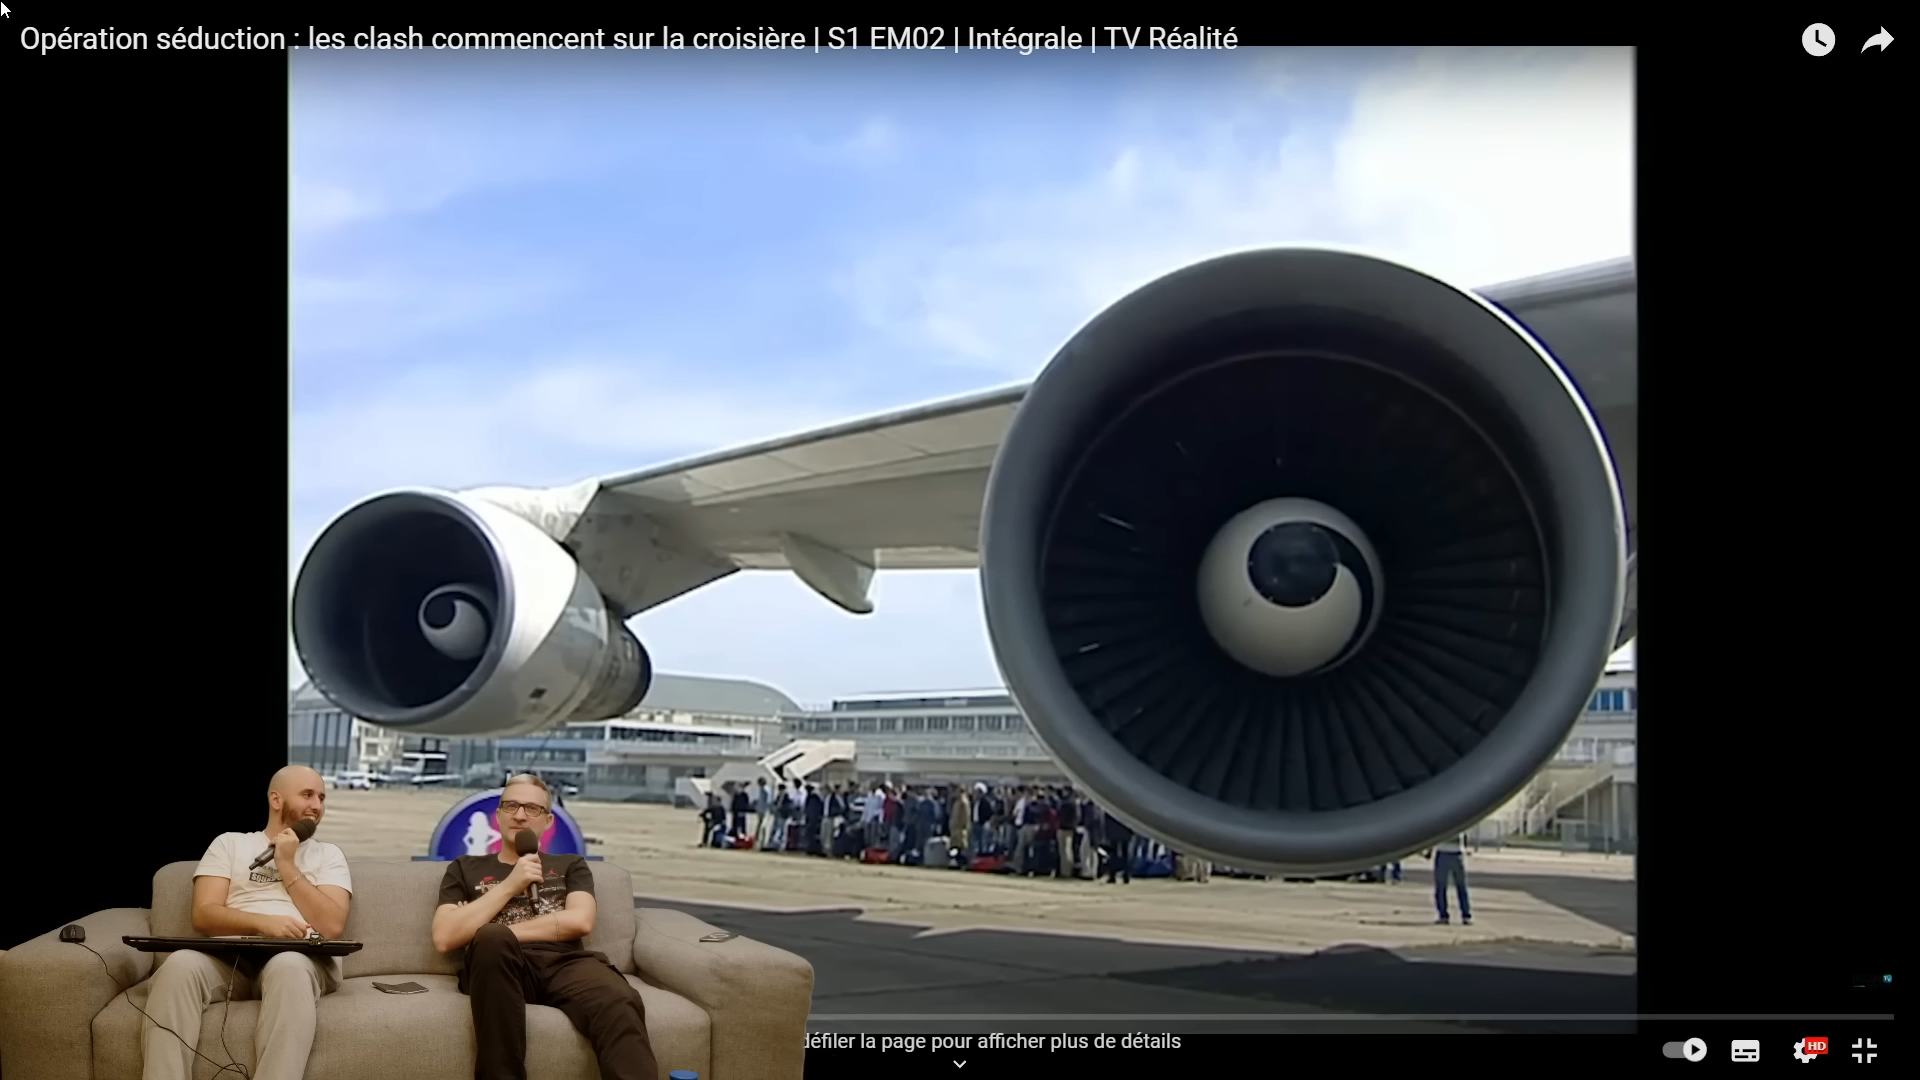 Opération séduction : les clash commencent sur la croisière | S1 EM02 | Intégrale | TV Réalité
défiler la page pour afficher plus de détails
HD